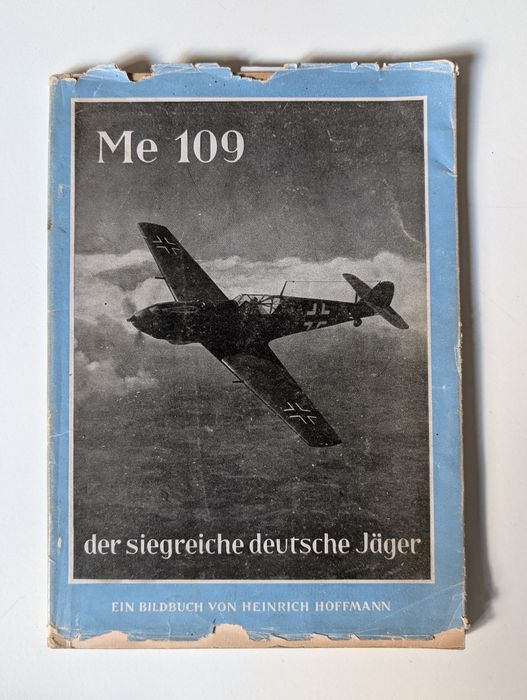 Me 109
der siegreiche deutsche Jäger
EIN BILDBUCH VON HEINRICH HOFFMANN